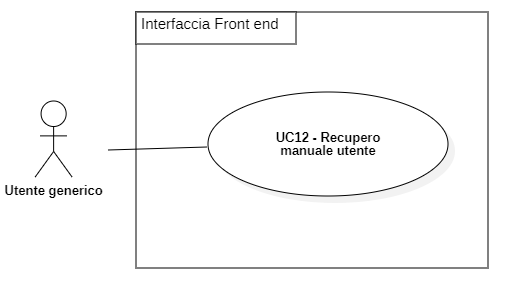 Interfaccia Front end
UC12 - Recupero
manuale utente
Utente generico